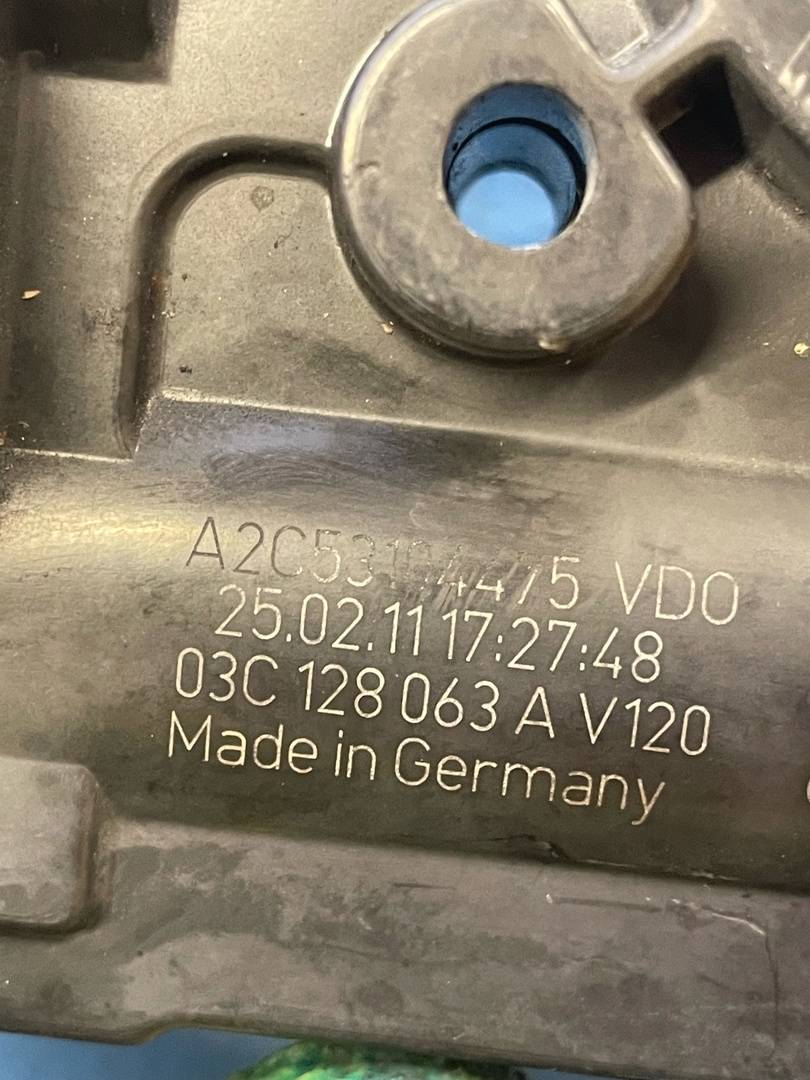 VDO
25.02.11 17:27:48
03C 128 063 A V120
Made in Germany